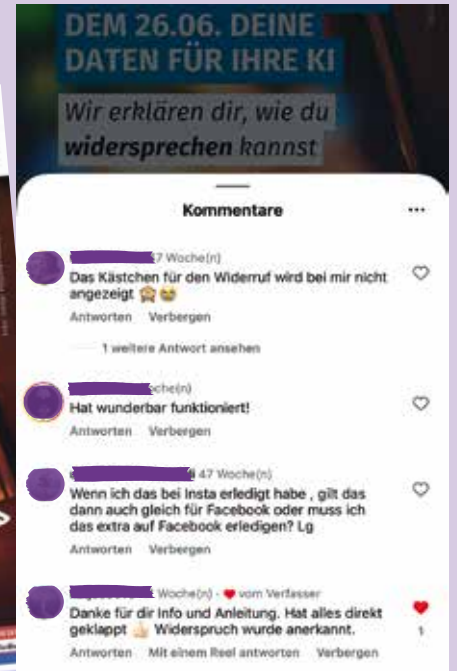 DEM 26.06. DEINE
DATEN FÜR IHRE KI
Wir erklären dir, wie du
widersprechen kannst
Kommentare
47 Woche(n)
Das Kästchen für den Widerruf wird bei mir nicht
angezeigt 🙈😭
Antworten Verbergen
1 weitere Antwort ansehen
Hat wunderbar funktioniert!
Antworten Verbergen
47 Woche(n)
Wenn ich das bei Insta erledigt habe , gilt das
dann auch gleich für Facebook oder muss ich
das extra auf Facebook erledigen? Lg
Antworten Verbergen
Woche(n) · ❤️ vom Verfasser
Danke für dir Info und Anleitung. Hat alles direkt
geklappt 👍🏻 Widerspruch wurde anerkannt.
1
Antworten Mit einem Reel antworten Verbergen